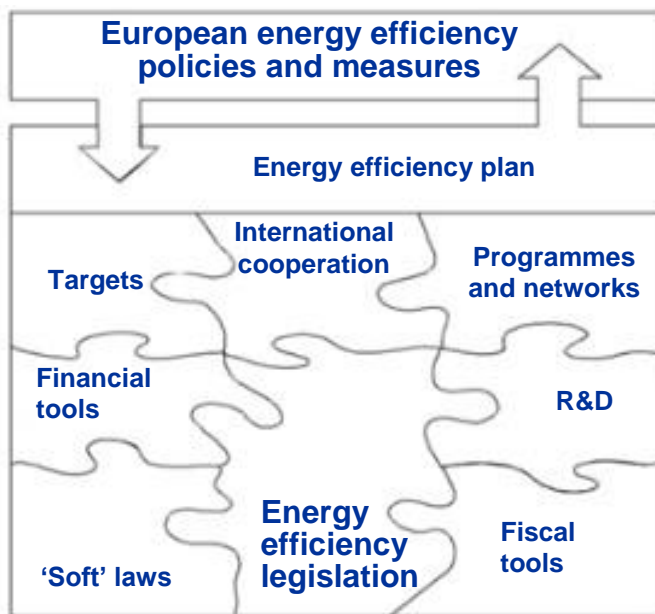 European energy efficiency
policies and measures
Energy efficiency plan
International
cooperation
Targets
Programmes
and networks
Financial
tools
R&D
Energy
efficiency
legislation
‘Soft’ laws
Fiscal
tools